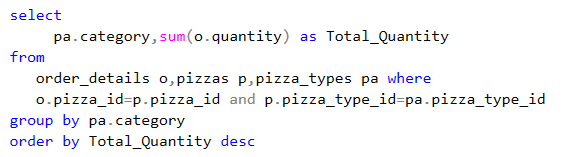 select
pa.category,sum(o.quantity) as Total_Quantity
from
order_details o,pizzas p,pizza_types pa where
o.pizza_id=p.pizza_id and p.pizza_type_id=pa.pizza_type_id
group by pa.category
order by Total_Quantity desc